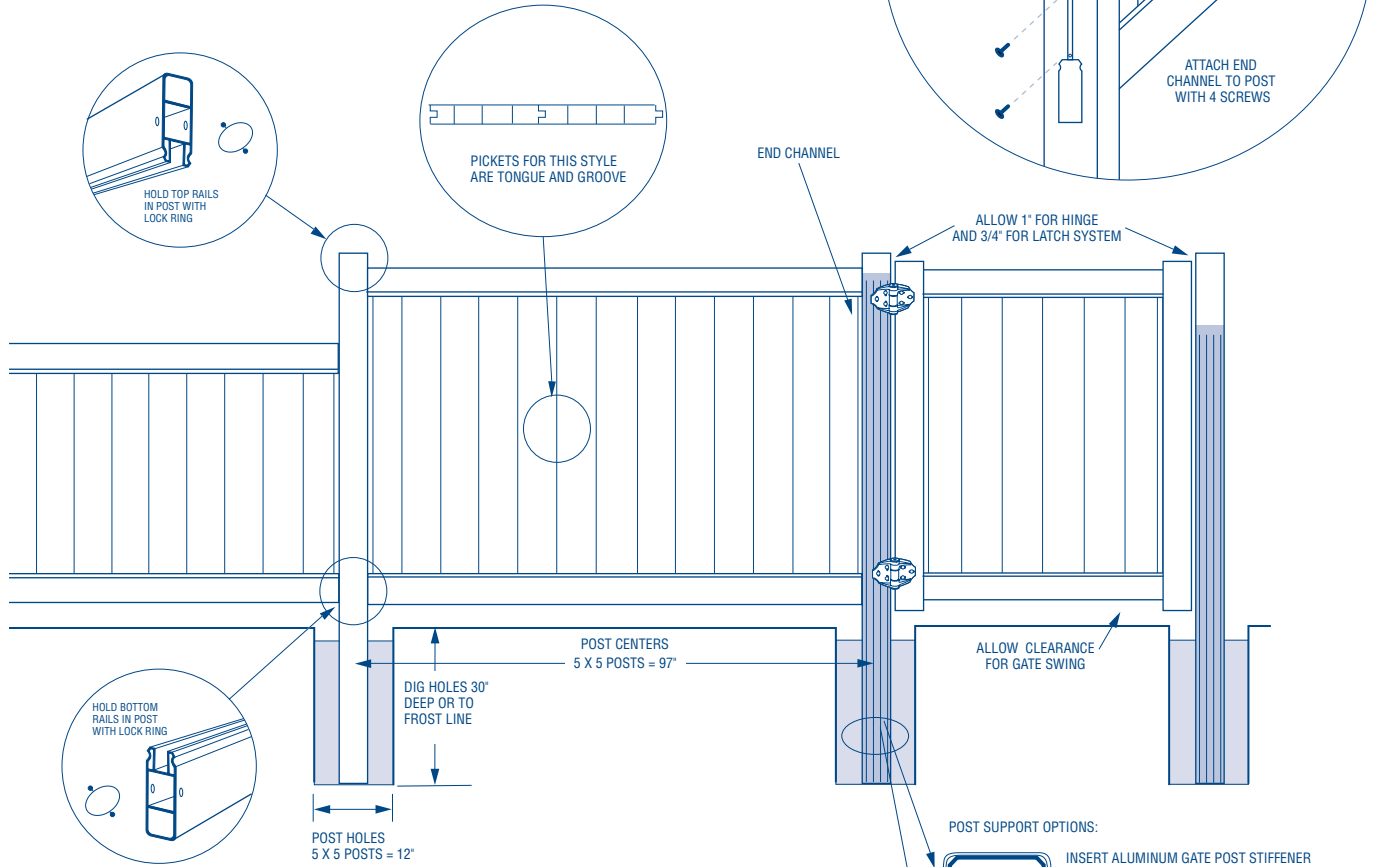 ATTACH END
CHANNEL TO POST
WITH 4 SCREWS
PICKETS FOR THIS STYLE
ARE TONGUE AND GROOVE
END CHANNEL
HOLD TOP RAILS
IN POST WITH
LOCK RING
ALLOW 1" FOR HINGE
AND 3/4" FOR LATCH SYSTEM
POST CENTERS
5 X 5 POSTS = 97"
ALLOW CLEARANCE
FOR GATE SWING
DIG HOLES 30"
DEEP OR TO
FROST LINE
HOLD BOTTOM
RAILS IN POST
WITH LOCK RING
POST HOLES
5 X 5 POSTS = 12"
POST SUPPORT OPTIONS:
INSERT ALUMINUM GATE POST STIFFENER